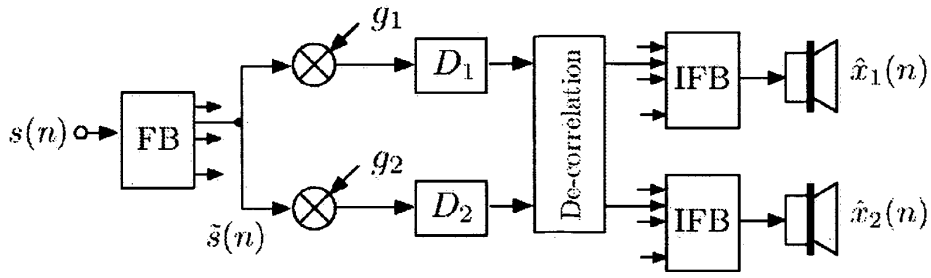 g₁
D₁
IFB
x̂₁(n)
s(n)
FB
De-correlation
g₂
D₂
IFB
x̂₂(n)
s̃(n)